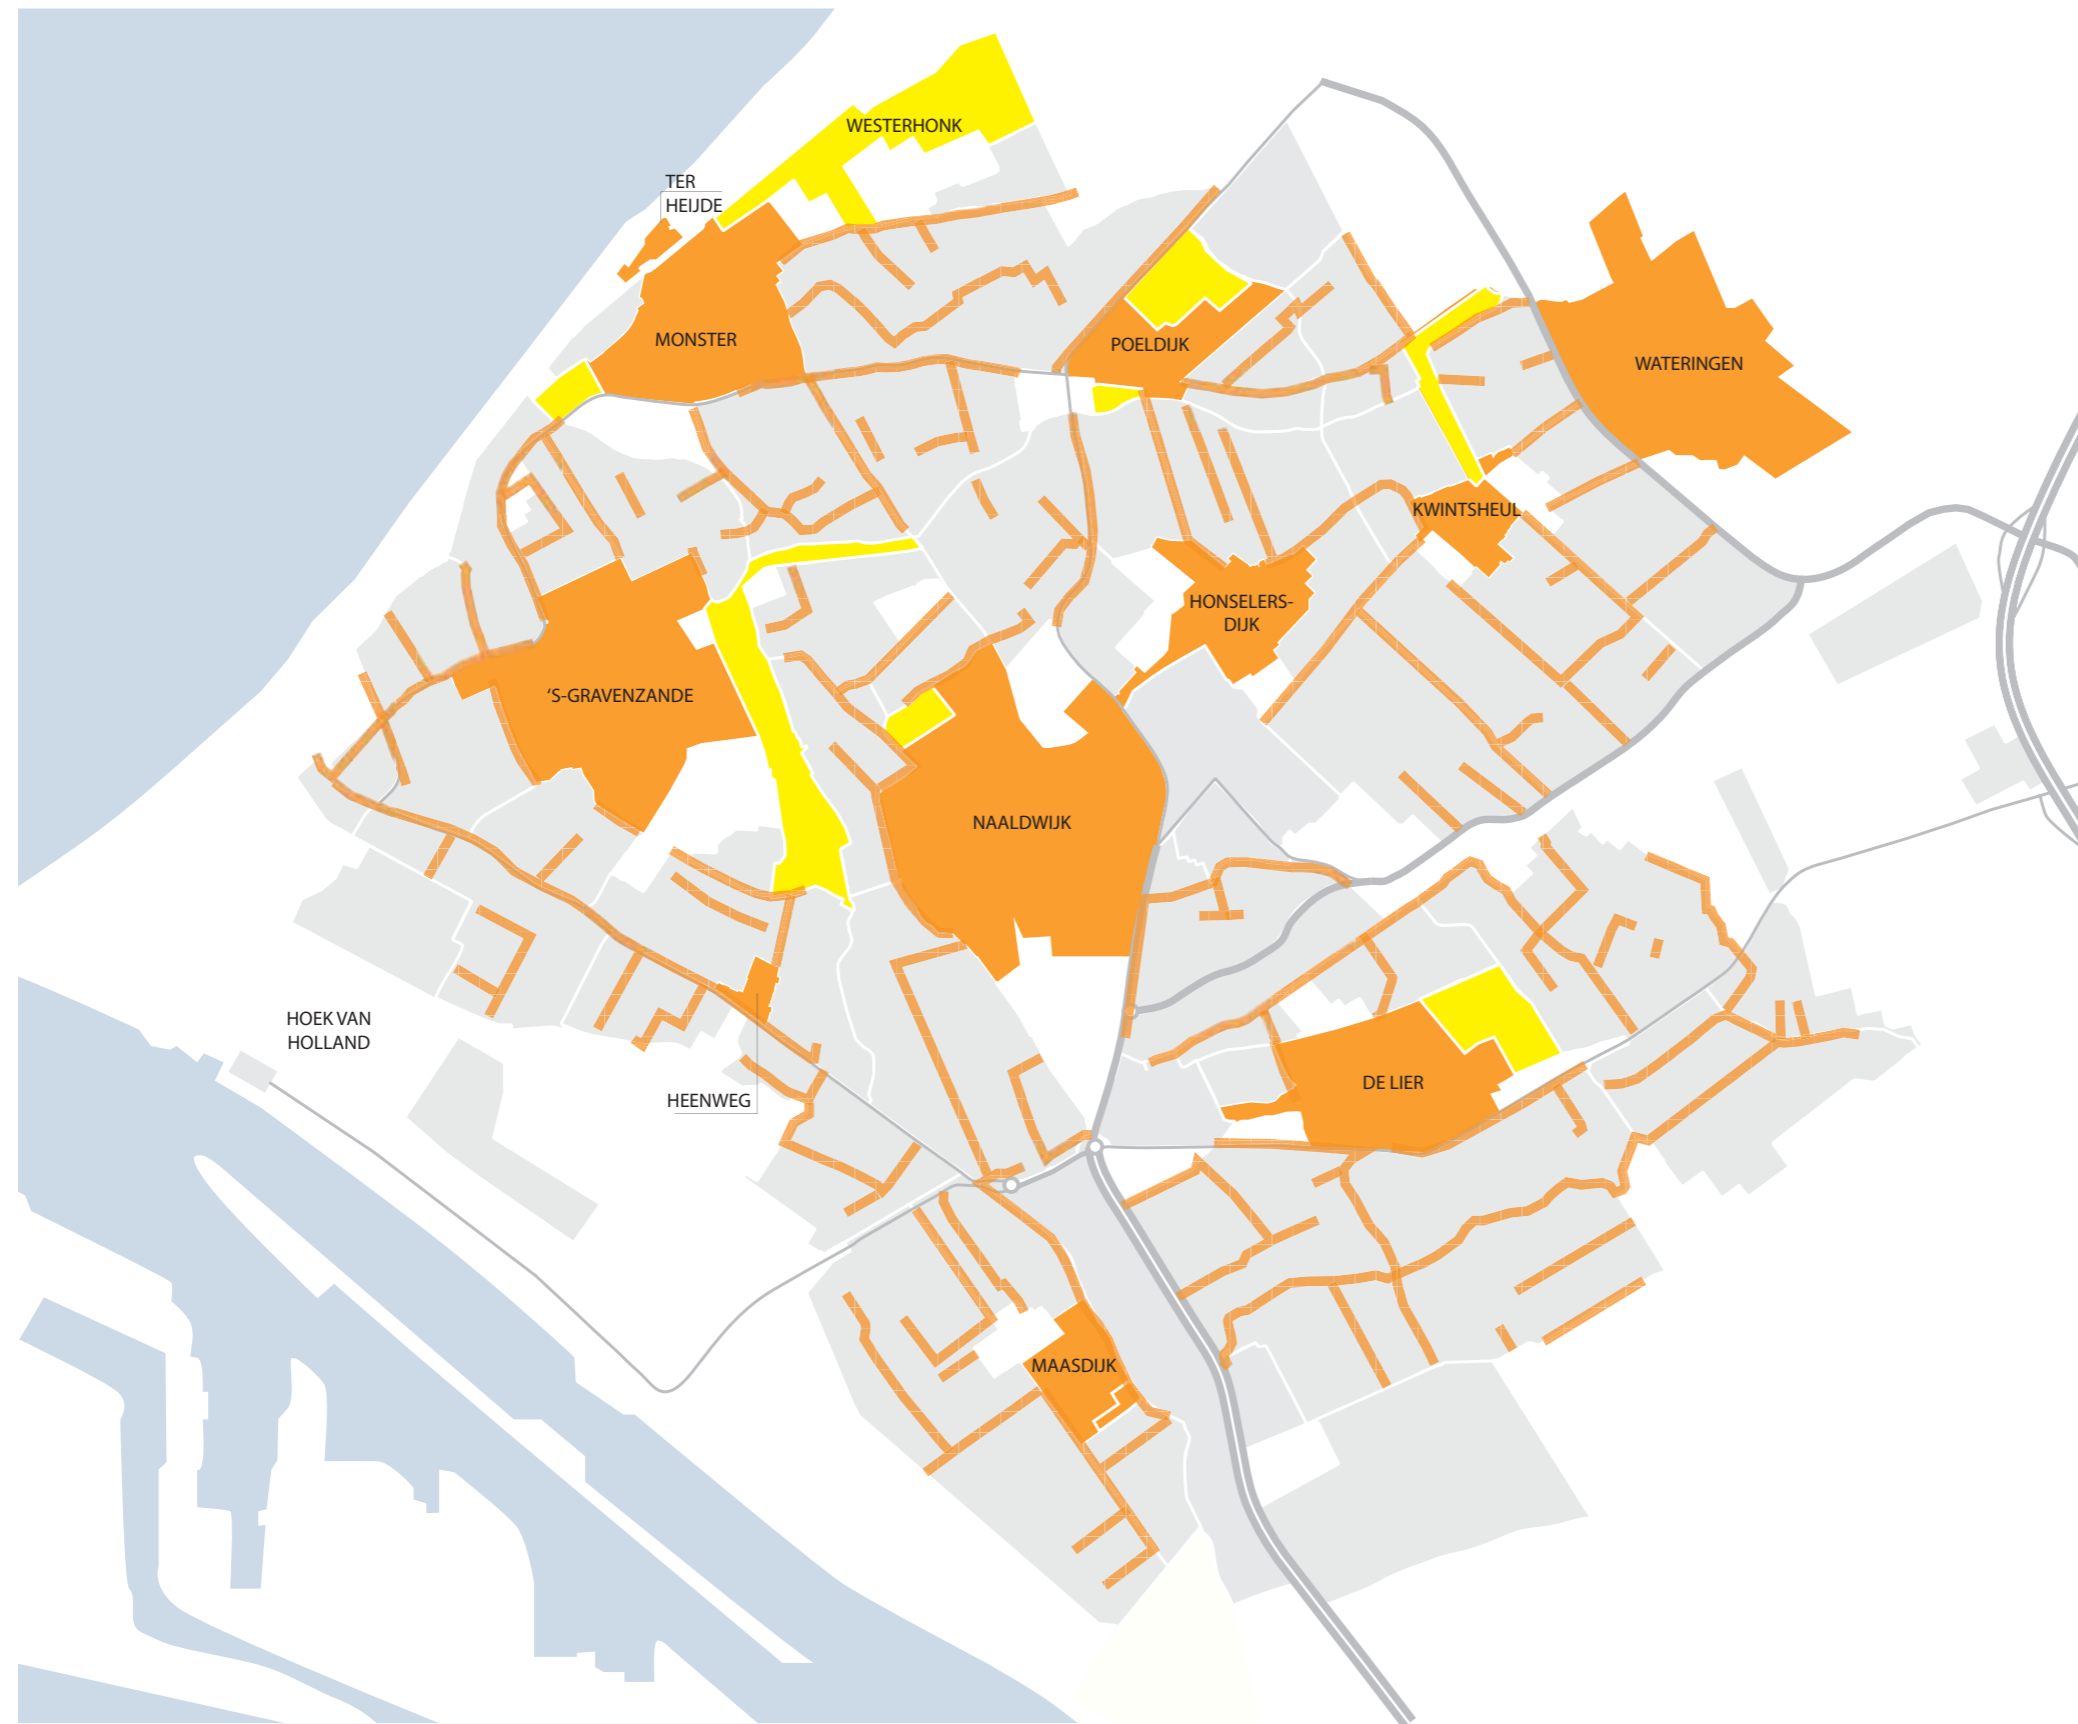 WESTERHONK
TER
HEIJDE
MONSTER
POELDIJK
WATERINGEN
KWINTSHEUL
HONSELERS-
DIJK
'S-GRAVENZANDE
NAALDWIJK
HOEK VAN
HOLLAND
HEENWEG
DE LIER
MAASDIJK